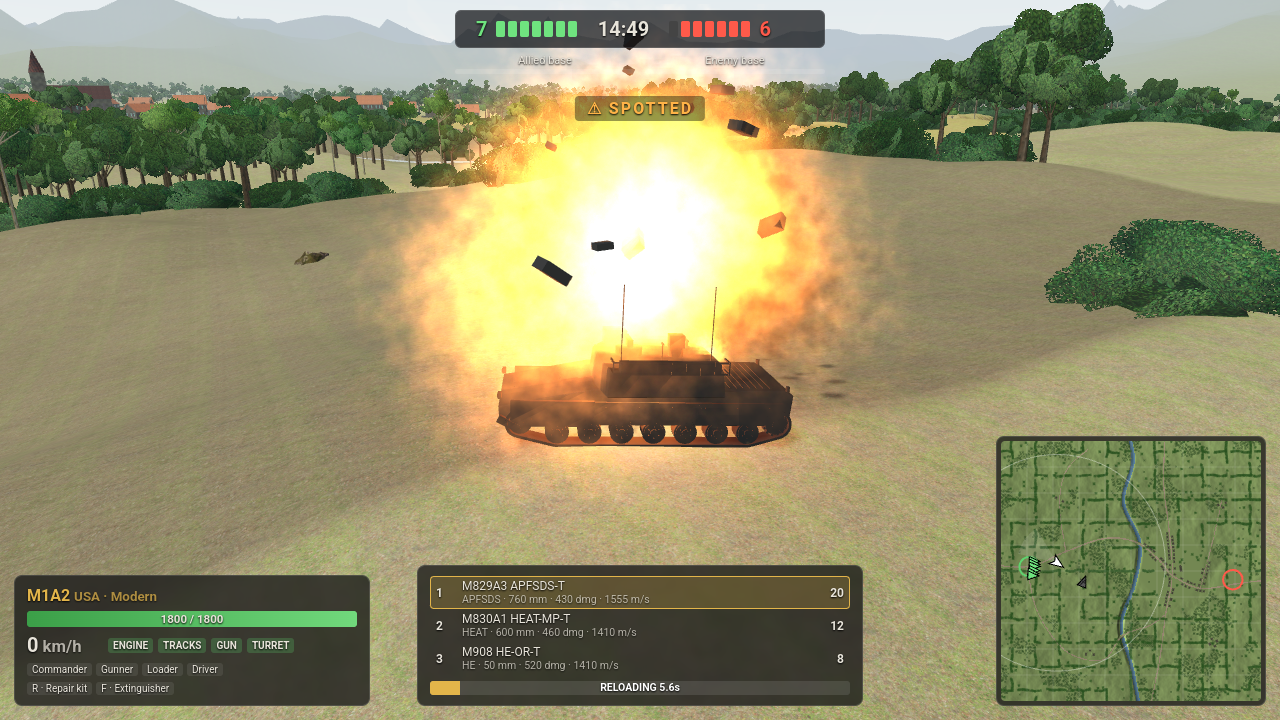 7 14:49 6
Allied base Enemy base
⚠ SPOTTED
M1A2 USA · Modern
1800 / 1800
0 km/h ENGINE TRACKS GUN TURRET
Commander Gunner Loader Driver
R · Repair kit F · Extinguisher
1 M829A3 APFSDS-T 20
APFSDS · 760 mm · 430 dmg · 1555 m/s
2 M830A1 HEAT-MP-T 12
HEAT · 600 mm · 460 dmg · 1410 m/s
3 M908 HE-OR-T 8
HE · 50 mm · 520 dmg · 1410 m/s
RELOADING 5.6s